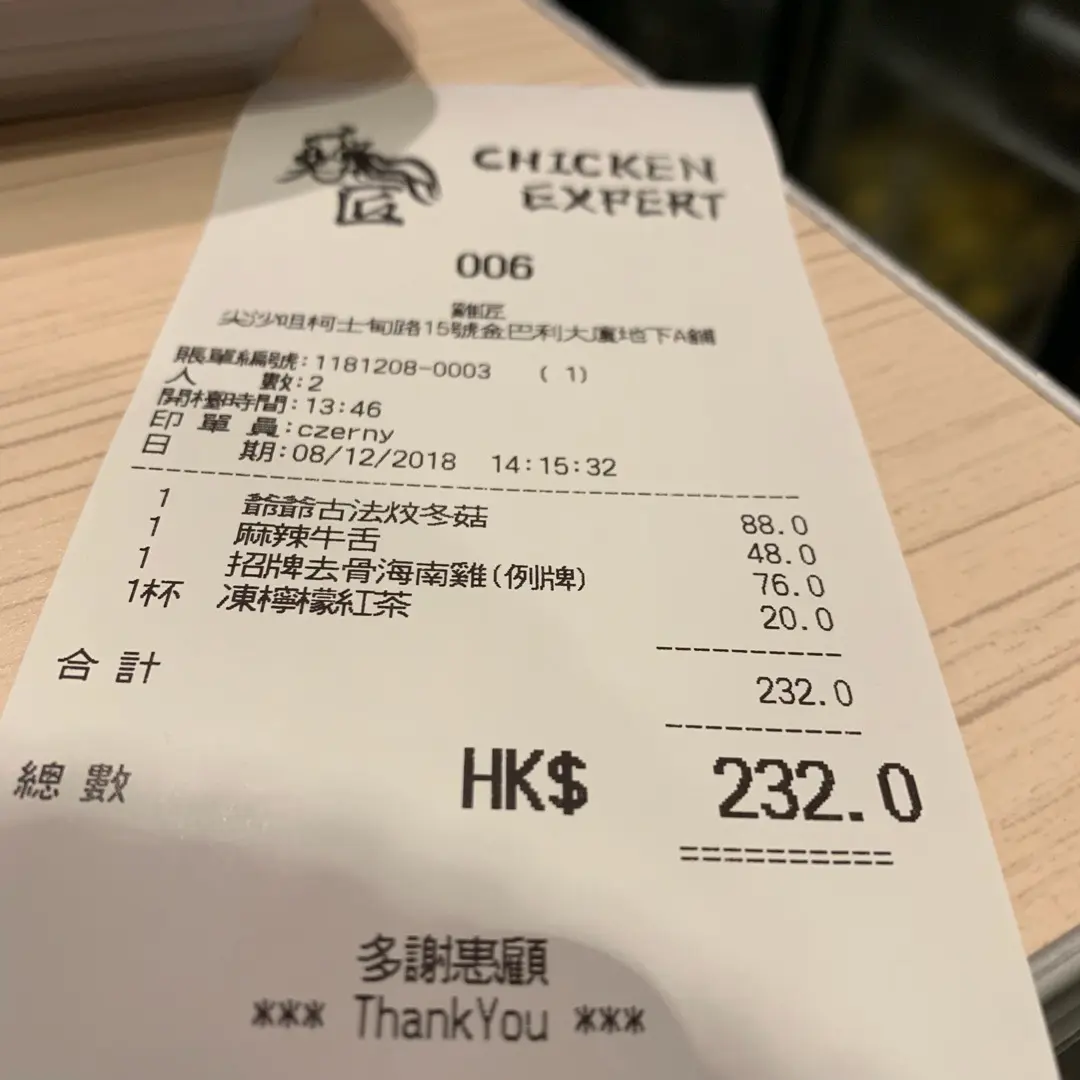 雞匠
CHICKEN
EXPERT
006
雞匠
尖沙咀柯士甸路15號金巴利大廈地下A舖
賬單編號:1181208-0003 ( 1)
人 數:2
開檯時間:13:46
印 單 員:czerny
日 期:08/12/2018 14:15:32
1 爺爺古法炆冬菇 88.0
1 麻辣牛舌 48.0
1 招牌去骨海南雞(例牌) 76.0
1杯 凍檸檬紅茶 20.0
合 計 232.0
總 數 HK$ 232.0
多謝惠顧
*** ThankYou ***